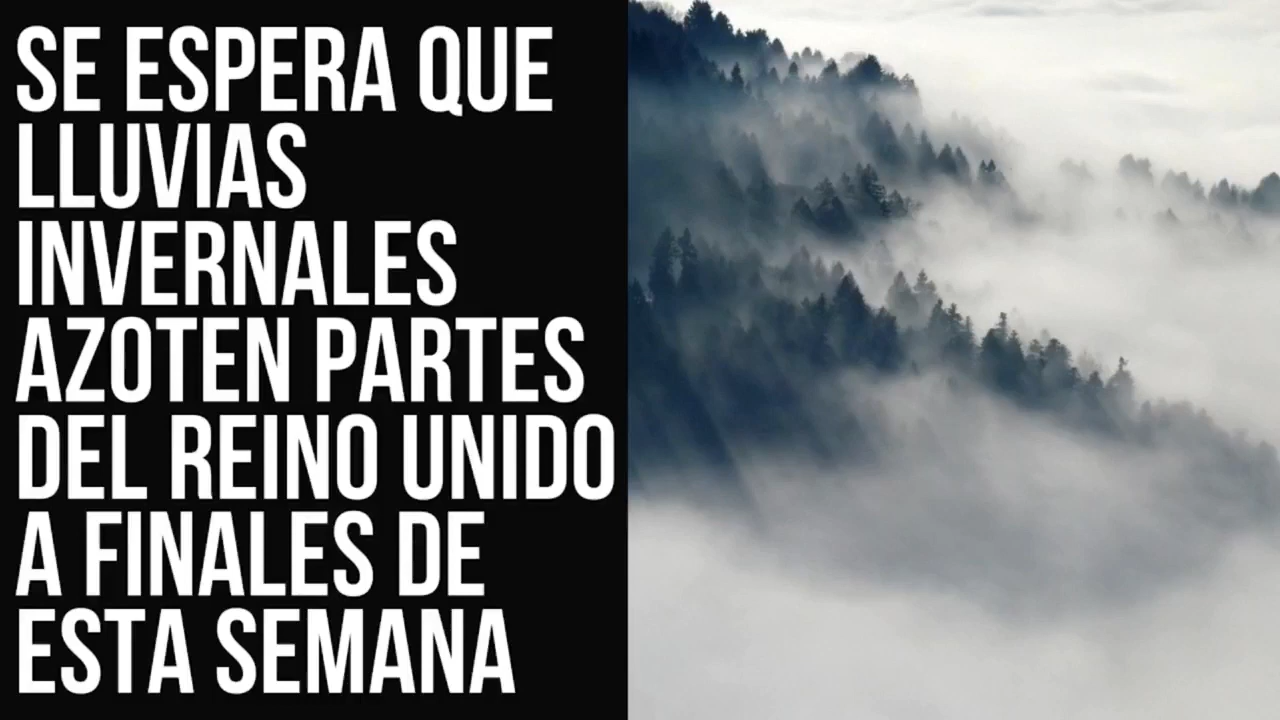 SE ESPERA QUE
LLUVIAS
INVERNALES
AZOTEN PARTES
DEL REINO UNIDO
A FINALES DE
ESTA SEMANA